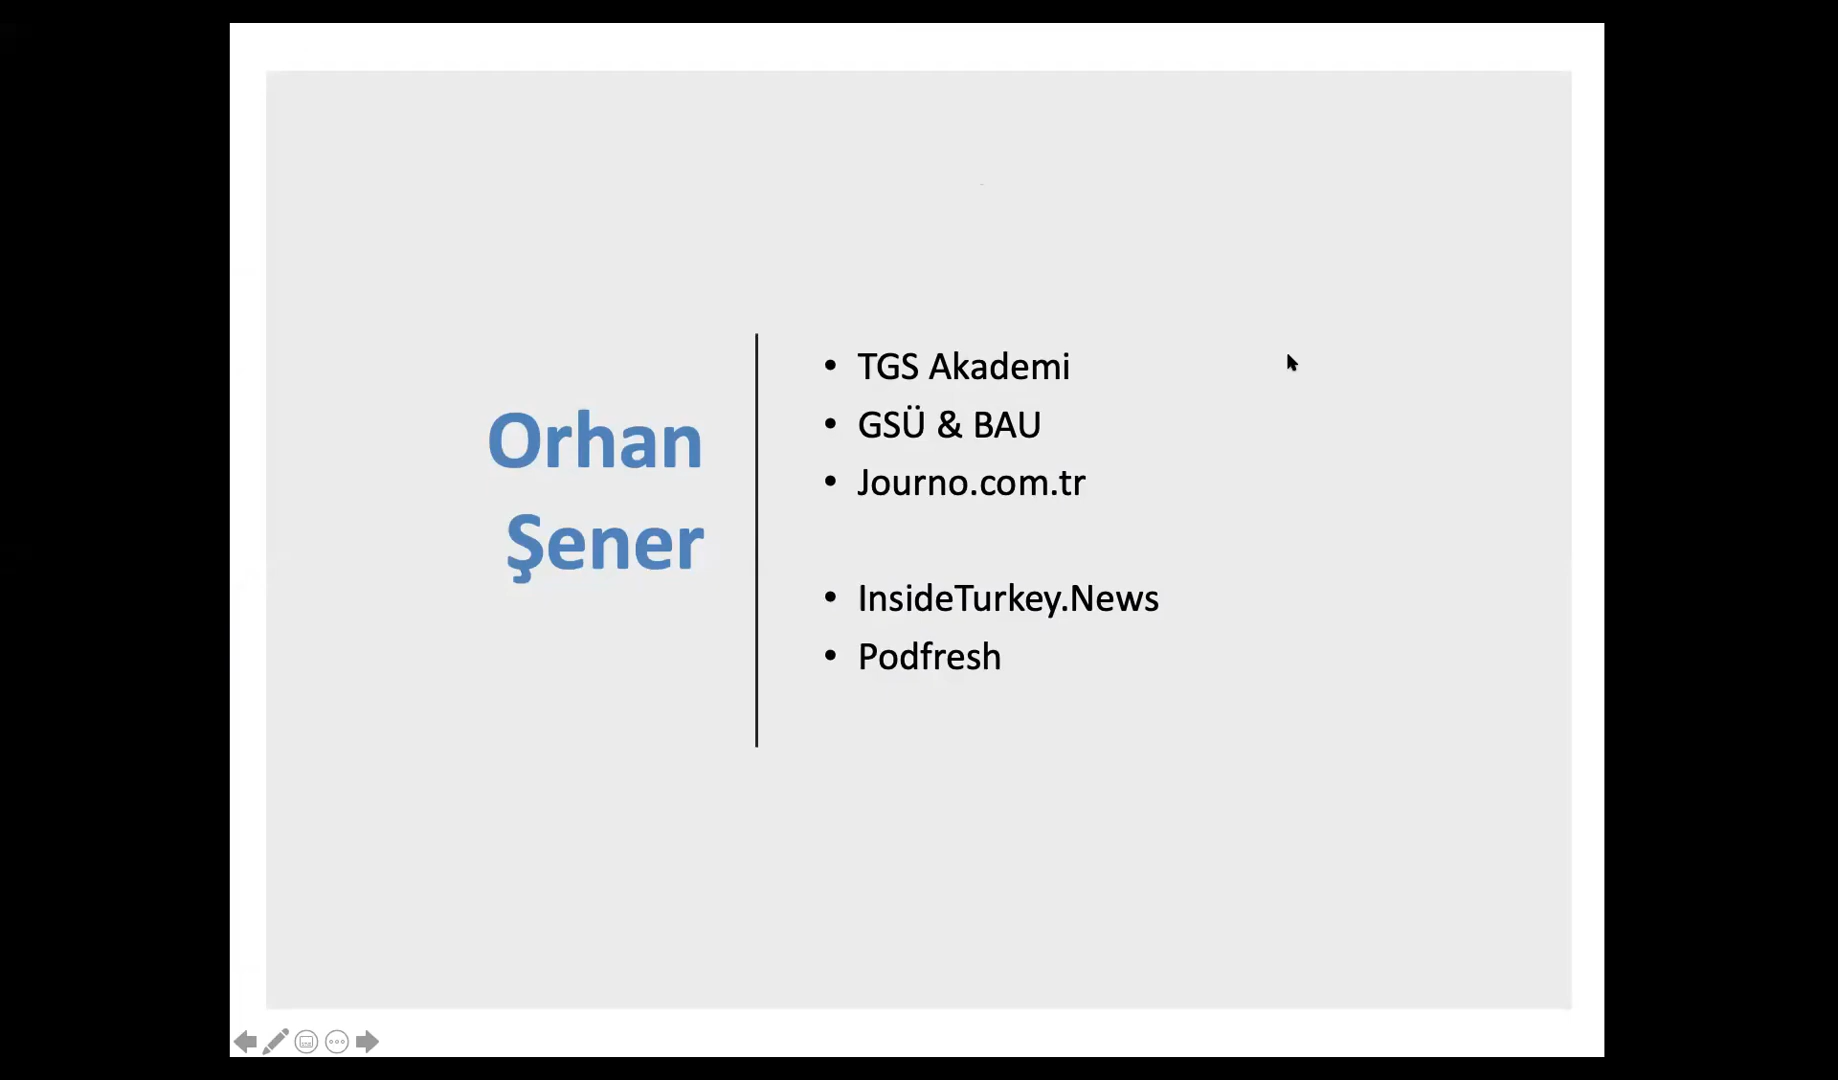 Orhan
Şener
• TGS Akademi
• GSÜ & BAU
• Journo.com.tr
• InsideTurkey.News
• Podfresh